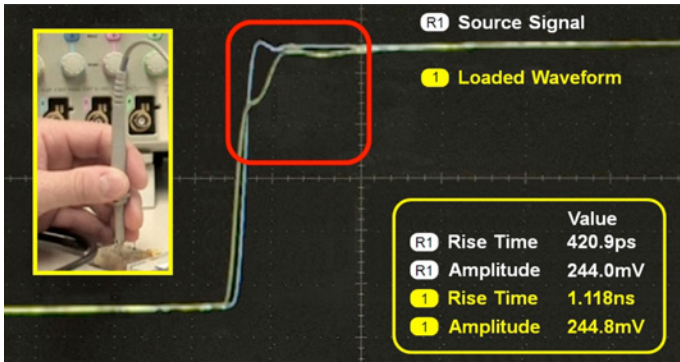 R1 Source Signal
1 Loaded Waveform
Value
R1 Rise Time 420.9ps
R1 Amplitude 244.0mV
1 Rise Time 1.118ns
1 Amplitude 244.8mV